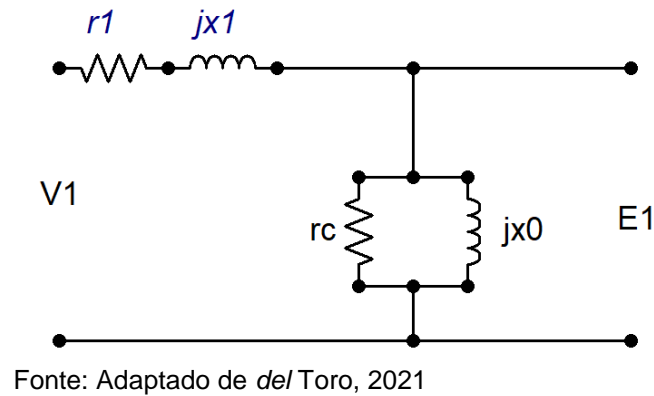 r1 jx1
V1
rc jx0
E1
Fonte: Adaptado de del Toro, 2021